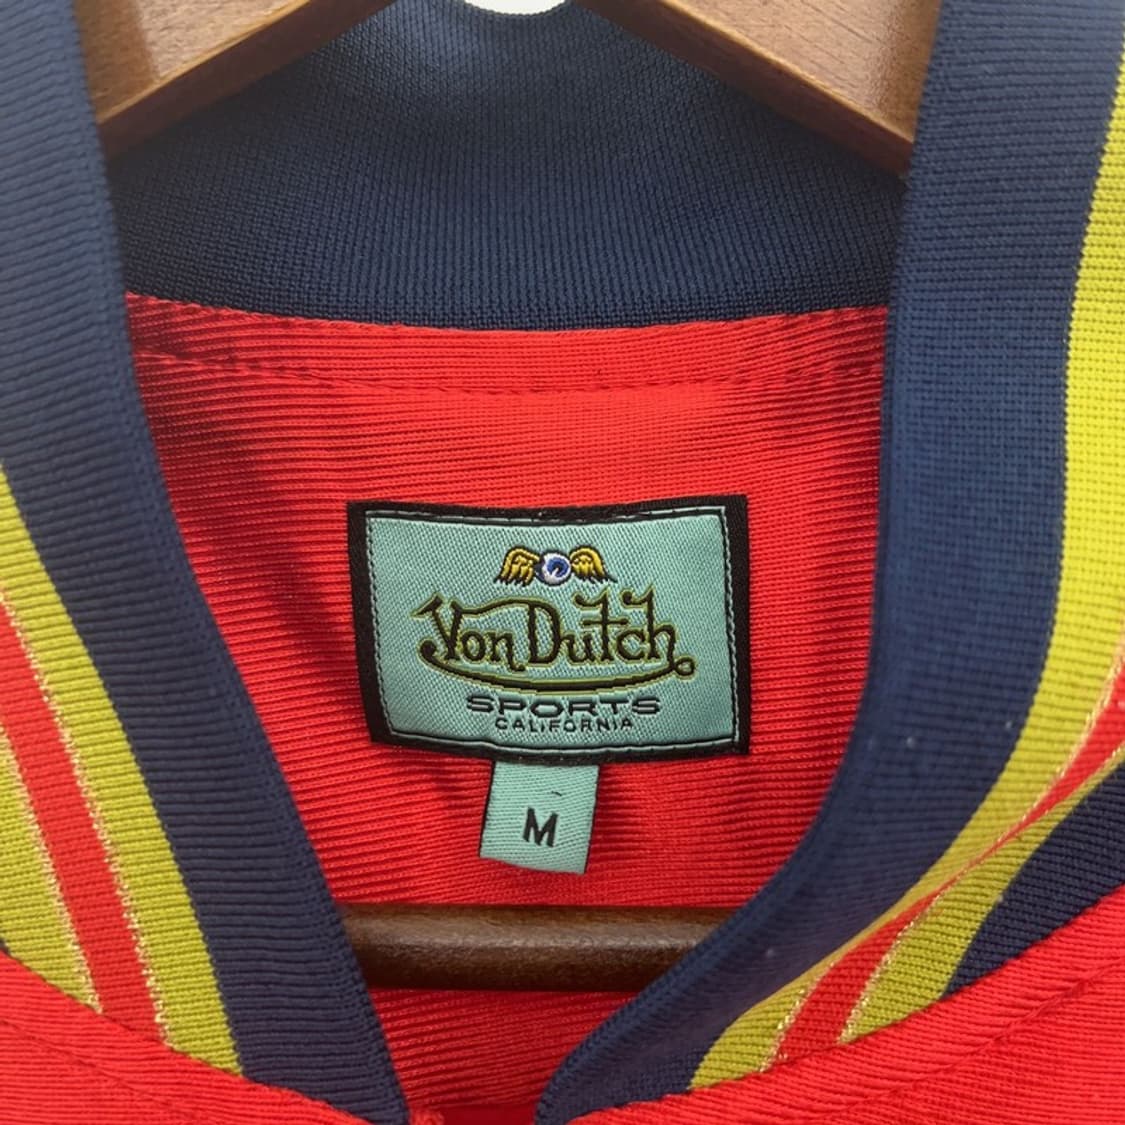 Von Dutch
SPORTS
CALIFORNIA
M